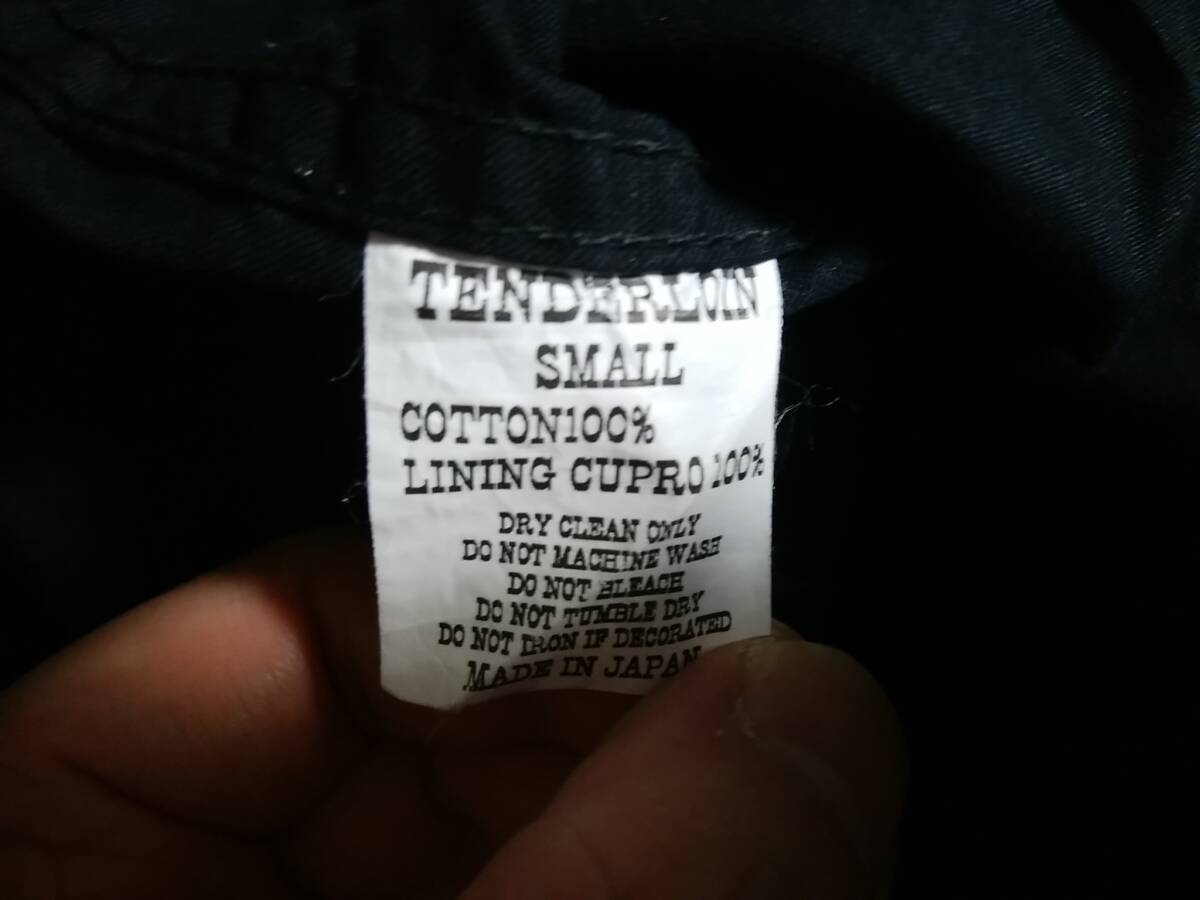 TENDERLOIN
SMALL
COTTON100%
LINING CUPRO 100%
DRY CLEAN ONLY
DO NOT MACHINE WASH
DO NOT BLEACH
DO NOT TUMBLE DRY
DO NOT IRON IF DECORATED
MADE IN JAPAN